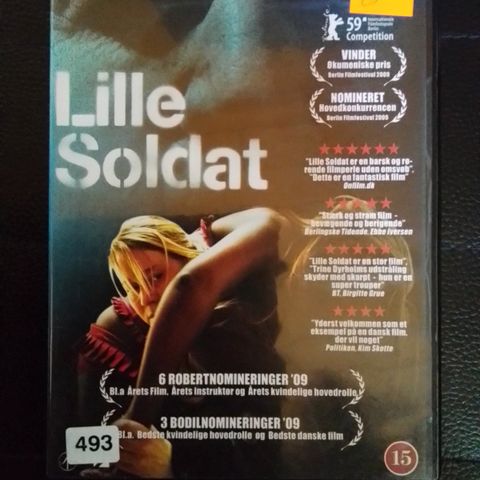 59
Internationale
Filmfestspiele
Berlin
Competition
VINDER
Økumeniske pris
Berlin Filmfestival 2009
NOMINERET
Hovedkonkurrencen
Berlin Filmfestival 2009
Lille
Soldat
"Lille Soldat er en barsk og rø-
rende filmperle uden omsvøb".
"Dette er en fantastisk film"
Onfilm.dk
"Stærk og stram film -
bevægende og berigende"
Berlingske Tidende, Ebbe Iversen
"Lille Soldat er en stor film",
"Trine Dyrholms udstråling
skyder med skarpt - hun er en
super trouper"
BT, Birgitte Grue
"Yderst velkommen som et
eksempel på en dansk film,
der vil noget"
Politiken, Kim Skotte
6 ROBERTNOMINERINGER '09
Bl.a Årets Film, Årets instruktør og Årets kvindelige hovedrolle
3 BODILNOMINERINGER '09
Bl.a. Bedste kvindelige hovedrolle og Bedste danske film
493
15